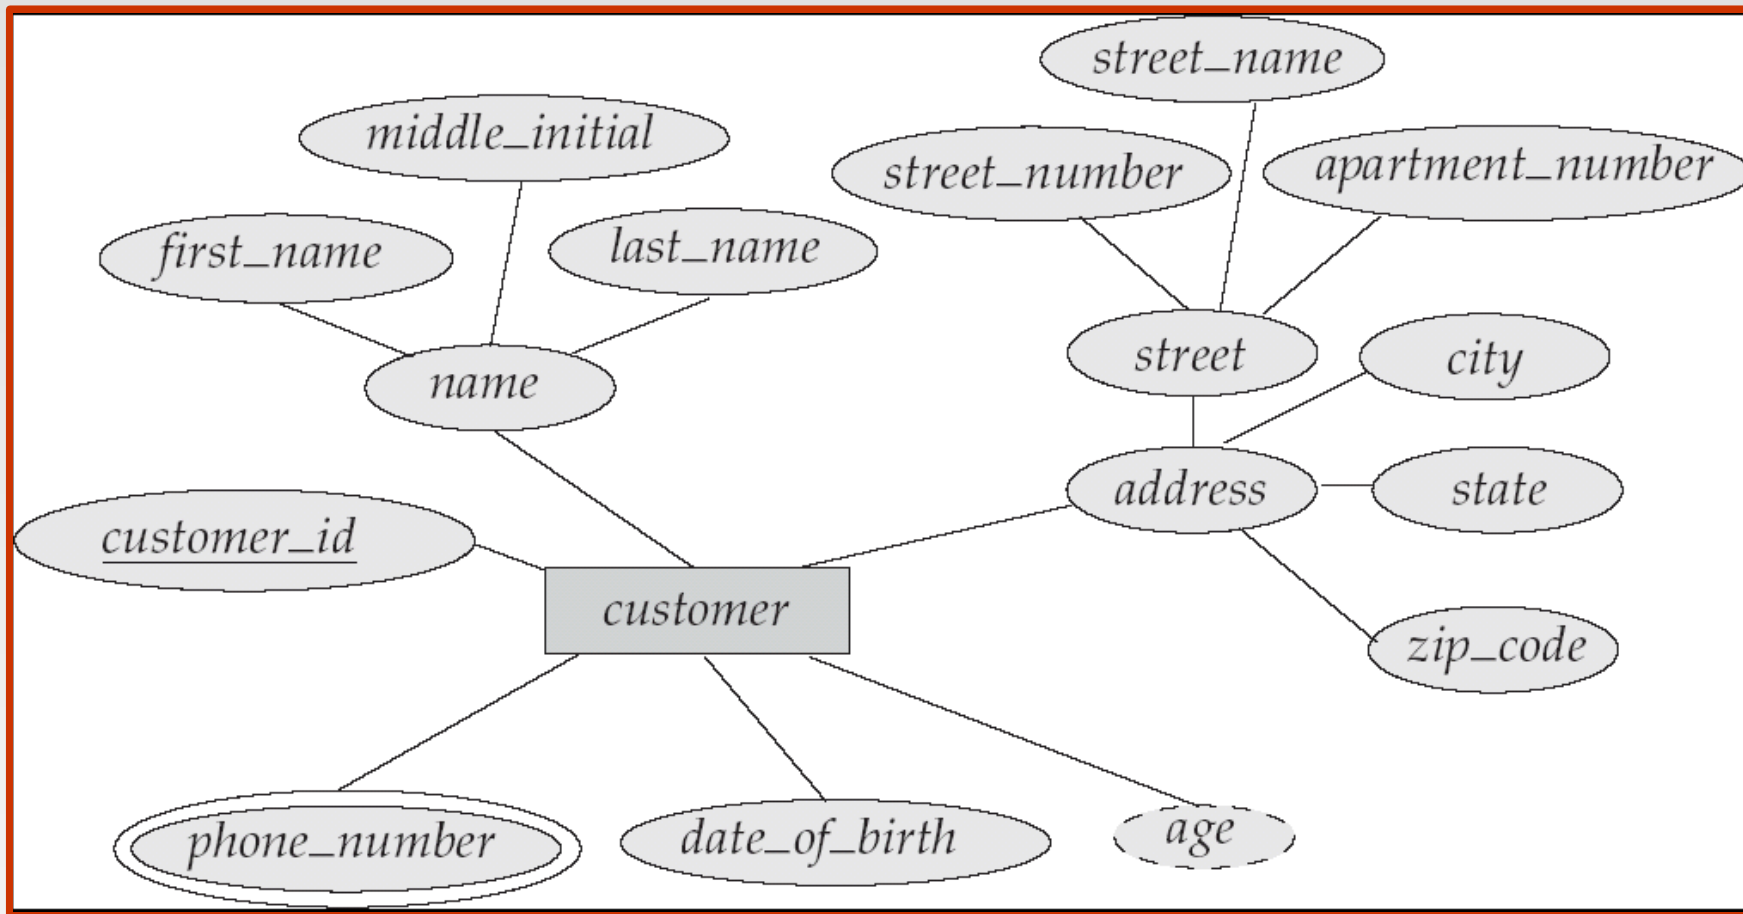 street_name
middle_initial
street_number
apartment_number
first_name
last_name
street
city
name
address
state
customer_id
customer
zip_code
phone_number
date_of_birth
age